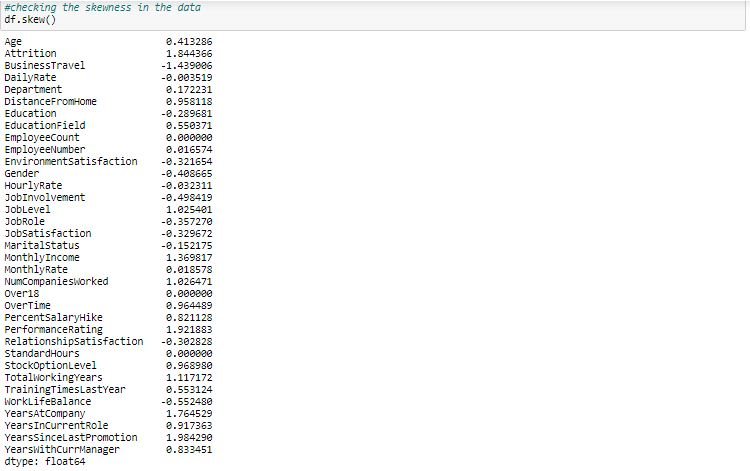 #checking the skewness in the data
df.skew()
Age 0.413286
Attrition 1.844366
BusinessTravel -1.439006
DailyRate -0.003519
Department 0.172231
DistanceFromHome 0.958118
Education -0.289681
EducationField 0.550371
EmployeeCount 0.000000
EmployeeNumber 0.016574
EnvironmentSatisfaction -0.321654
Gender -0.408665
HourlyRate -0.032311
JobInvolvement -0.498419
JobLevel 1.025401
JobRole -0.357270
JobSatisfaction -0.329672
MaritalStatus -0.152175
MonthlyIncome 1.369817
MonthlyRate 0.018578
NumCompaniesWorked 1.026471
Over18 0.000000
OverTime 0.964489
PercentSalaryHike 0.821128
PerformanceRating 1.921883
RelationshipSatisfaction -0.302828
StandardHours 0.000000
StockOptionLevel 0.968980
TotalWorkingYears 1.117172
TrainingTimesLastYear 0.553124
WorkLifeBalance -0.552480
YearsAtCompany 1.764529
YearsInCurrentRole 0.917363
YearsSinceLastPromotion 1.984290
YearsWithCurrManager 0.833451
dtype: float64